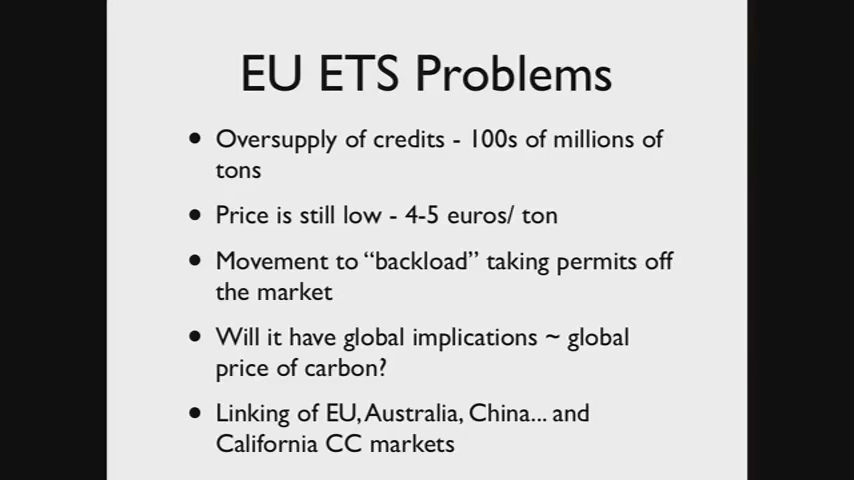 EU ETS Problems
• Oversupply of credits - 100s of millions of
tons
• Price is still low - 4-5 euros/ ton
• Movement to “backload” taking permits off
the market
• Will it have global implications ~ global
price of carbon?
• Linking of EU, Australia, China... and
California CC markets